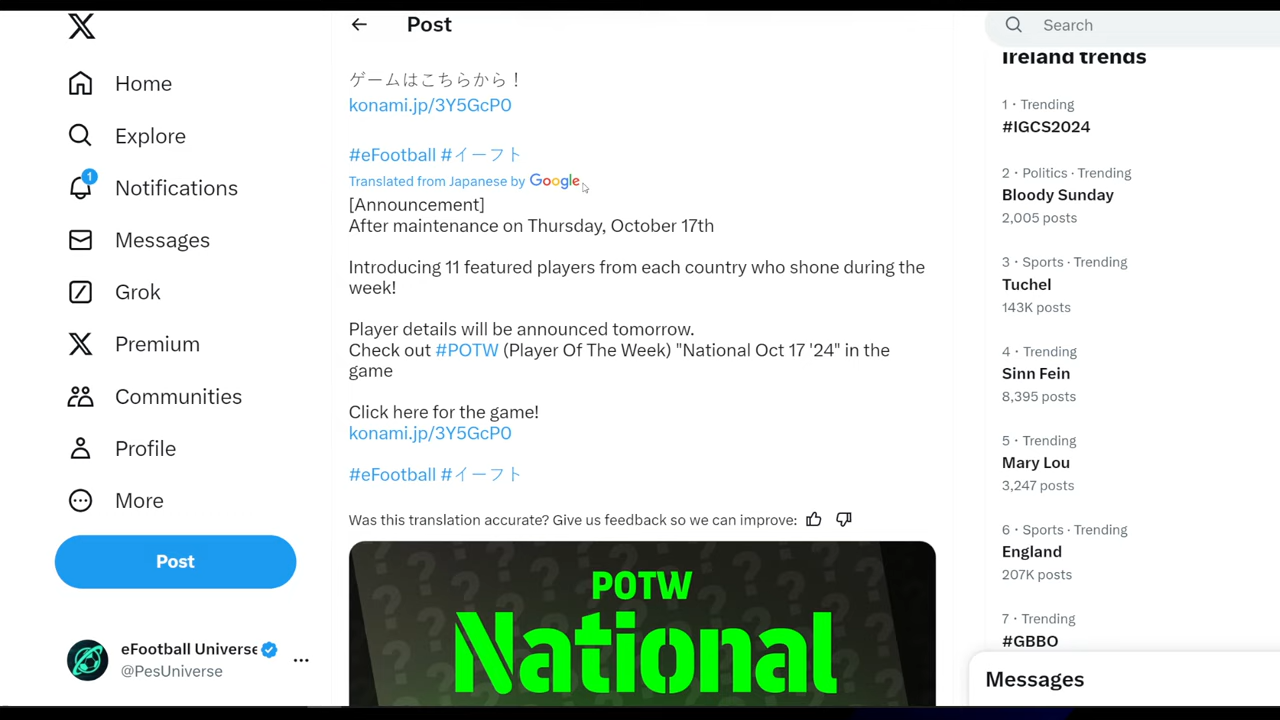 Home
Explore
1
Notifications
Messages
Grok
Premium
Communities
Profile
More
Post
eFootball Universe
@PesUniverse
Post
ゲームはこちらから！
konami.jp/3Y5GcP0
#eFootball #イーフト
Translated from Japanese by Google
[Announcement]
After maintenance on Thursday, October 17th
Introducing 11 featured players from each country who shone during the
week!
Player details will be announced tomorrow.
Check out #POTW (Player Of The Week) "National Oct 17 '24" in the
game
Click here for the game!
konami.jp/3Y5GcP0
#eFootball #イーフト
Was this translation accurate? Give us feedback so we can improve:
POTW
National
Search
Ireland trends
1 · Trending
#IGCS2024
2 · Politics · Trending
Bloody Sunday
2,005 posts
3 · Sports · Trending
Tuchel
143K posts
4 · Trending
Sinn Fein
8,395 posts
5 · Trending
Mary Lou
3,247 posts
6 · Sports · Trending
England
207K posts
7 · Trending
#GBBO
Messages